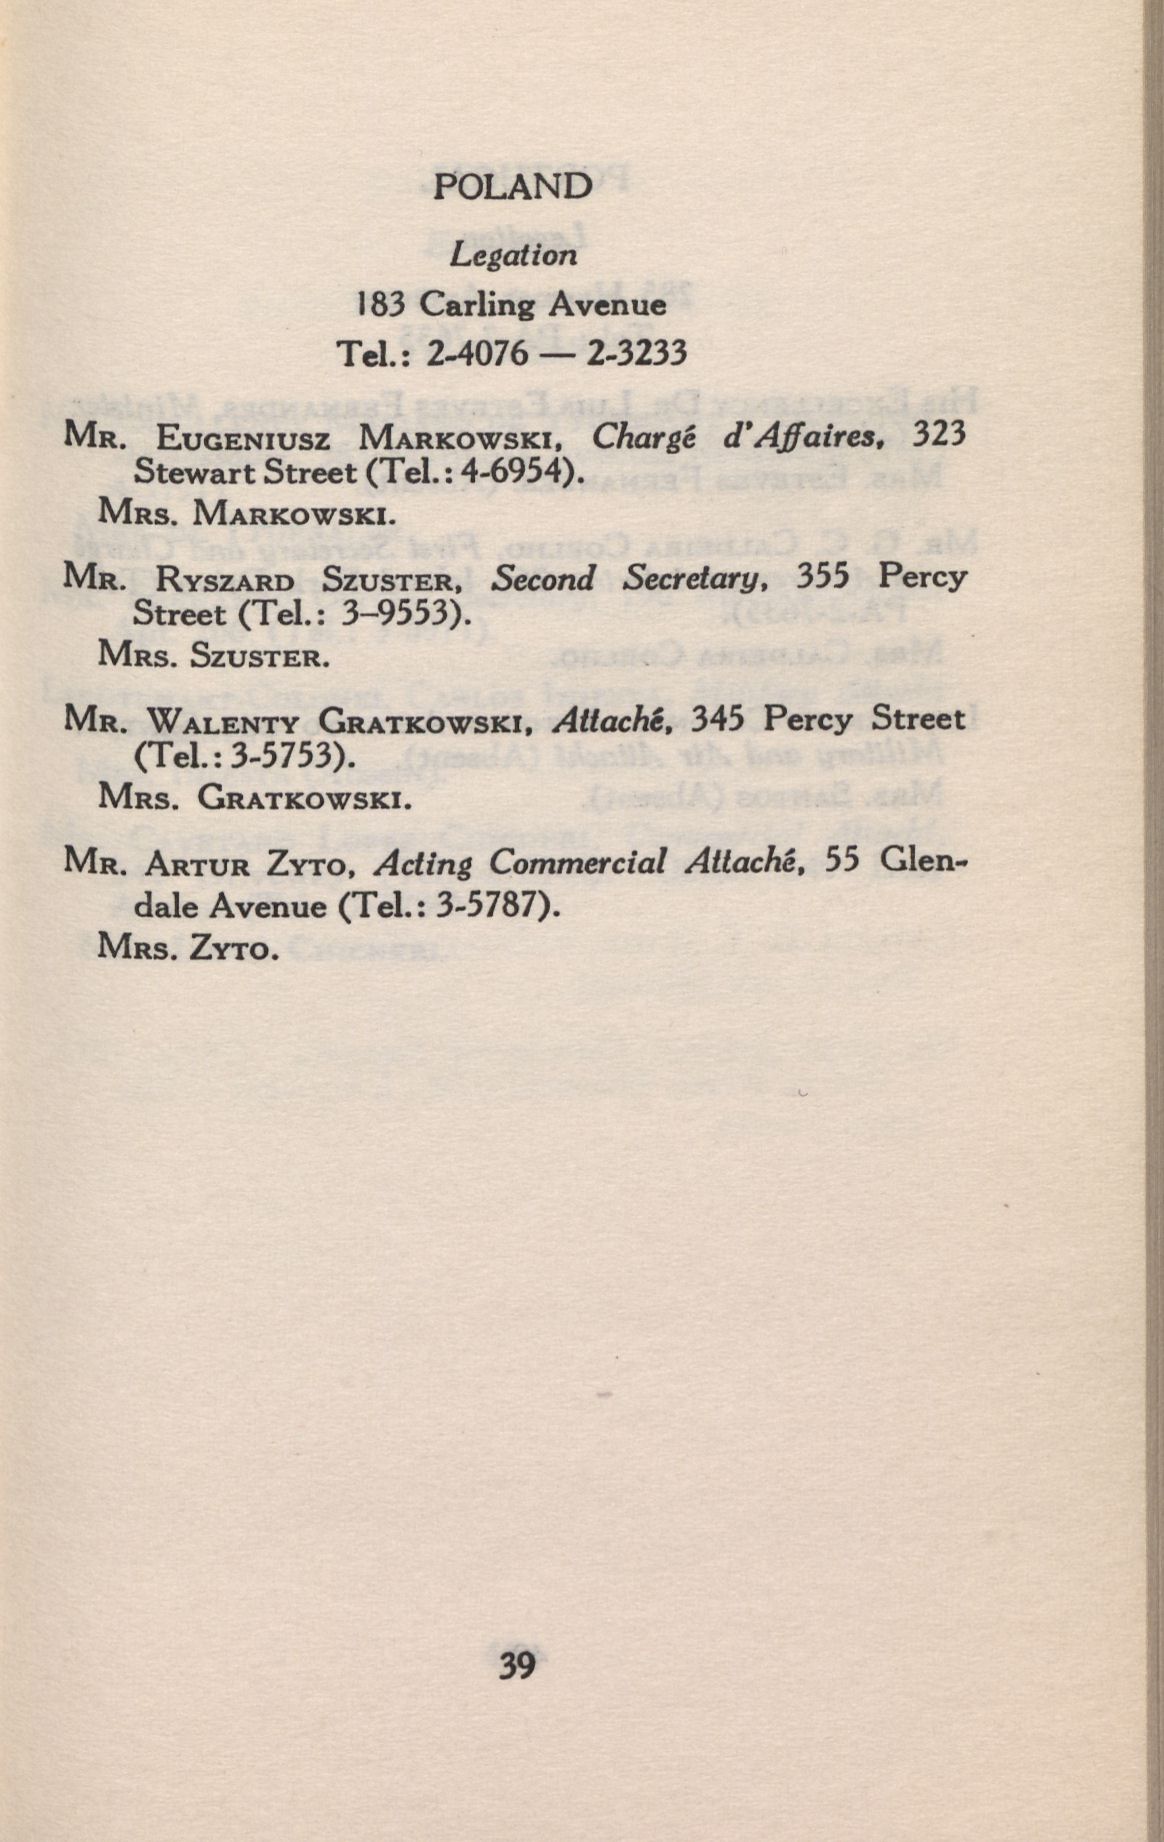 POLAND
Legation
183 Carling Avenue
Tel.: 2-4076 — 2-3233
MR. EUGENIUSZ MARKOWSKI, Chargé d'Affaires, 323
Stewart Street (Tel.: 4-6954).
MRS. MARKOWSKI.
MR. RYSZARD SZUSTER, Second Secretary, 355 Percy
Street (Tel.: 3–9553).
MRS. SZUSTER.
MR. WALENTY GRATKOWSKI, Attaché, 345 Percy Street
(Tel.: 3-5753).
MRS. GRATKOWSKI.
MR. ARTUR ZYTO, Acting Commercial Attaché, 55 Glen-
dale Avenue (Tel.: 3-5787).
MRS. ZYTO.
39